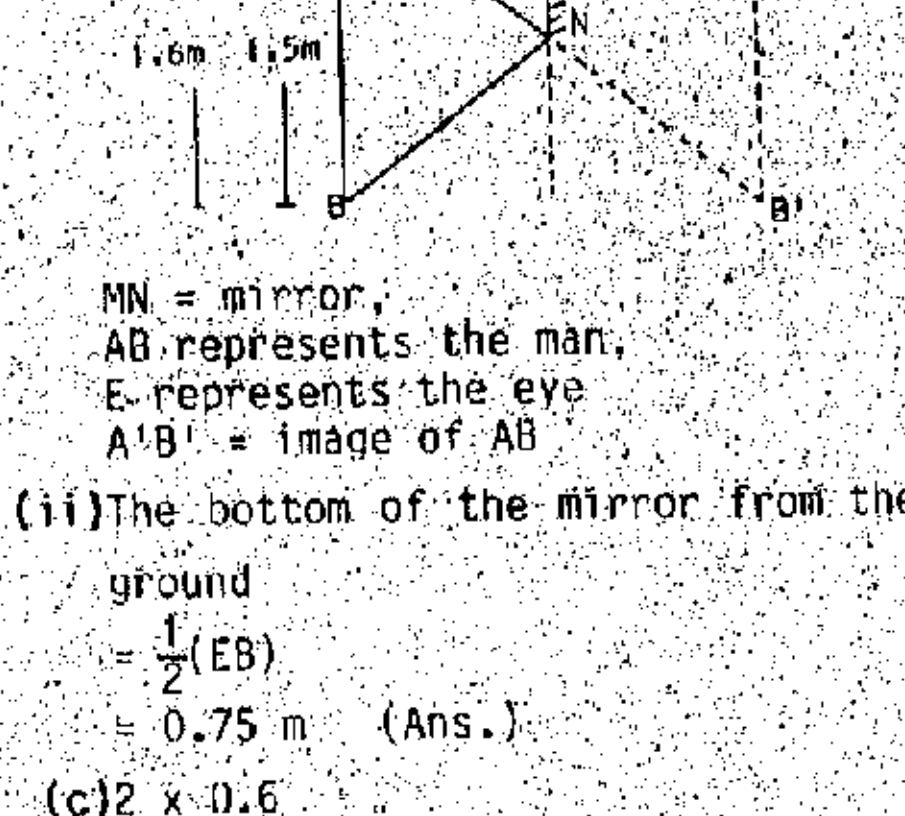 N
1.6m 1.5m
B B'
MN = mirror,
AB represents the man,
E represents the eye
A'B' = image of AB
(ii)The bottom of the mirror from the
ground
= 1/2(EB)
= 0.75 m (Ans.)
(c)2 x 0.6